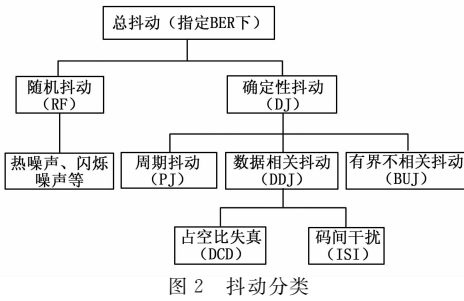 总抖动（指定BER下）
随机抖动
（RF）
确定性抖动
（DJ）
热噪声、闪烁
噪声等
周期抖动
（PJ）
数据相关抖动
（DDJ）
有界不相关抖动
（BUJ）
占空比失真
（DCD）
码间干扰
（ISI）
图 2 抖动分类